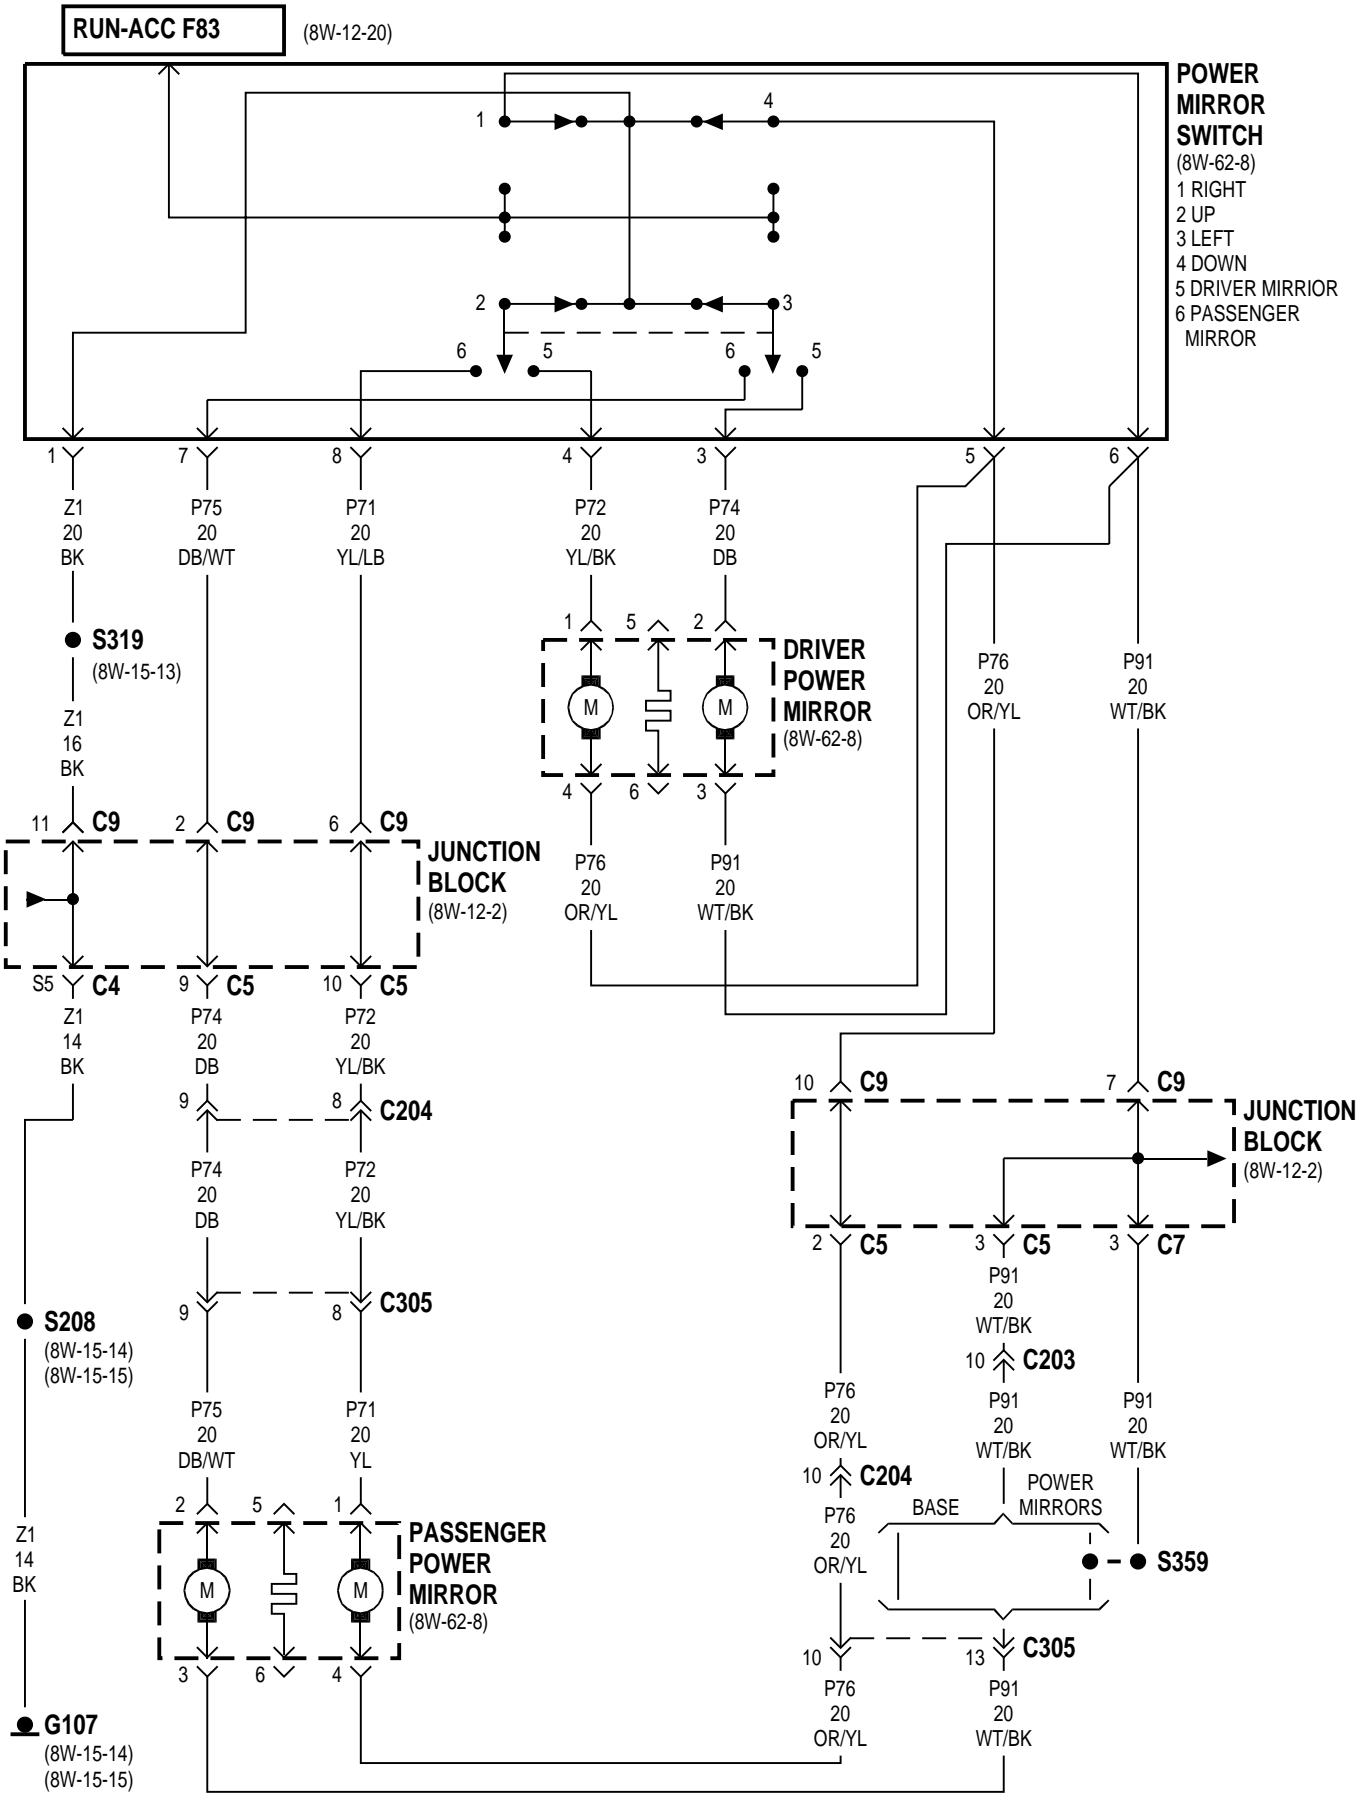 RUN-ACC F83 (8W-12-20)
POWER
MIRROR
SWITCH
(8W-62-8)
1 RIGHT
2 UP
3 LEFT
4 DOWN
5 DRIVER MIRRIOR
6 PASSENGER
MIRROR
1 4
2 3
6 5 6 5
1 7 8 4 3 5 6
Z1 P75 P71 P72 P74
20 20 20 20 20
BK DB/WT YL/LB YL/BK DB
S319
(8W-15-13)
1 5 2
DRIVER
POWER
MIRROR
(8W-62-8)
M M
4 6 3
P76 P91
20 20
OR/YL WT/BK
Z1
16
BK
11 C9 2 C9 6 C9
JUNCTION
BLOCK
(8W-12-2)
P76 P91
20 20
OR/YL WT/BK
S5 C4 9 C5 10 C5
Z1 P74 P72
14 20 20
BK DB YL/BK
9 8 C204
10 C9 7 C9
JUNCTION
BLOCK
(8W-12-2)
P74 P72
20 20
DB YL/BK
2 C5 3 C5 3 C7
P91
20
WT/BK
9 8 C305
S208
(8W-15-14)
(8W-15-15)
10 C203
P75 P71
20 20
DB/WT YL
P76 P91 P91
20 20 20
OR/YL WT/BK WT/BK
10 C204
P76
20
OR/YL
BASE POWER
MIRRORS
S359
2 5 1
PASSENGER
POWER
MIRROR
(8W-62-8)
M M
Z1
14
BK
3 6 4
10 13 C305
P76 P91
20 20
OR/YL WT/BK
G107
(8W-15-14)
(8W-15-15)